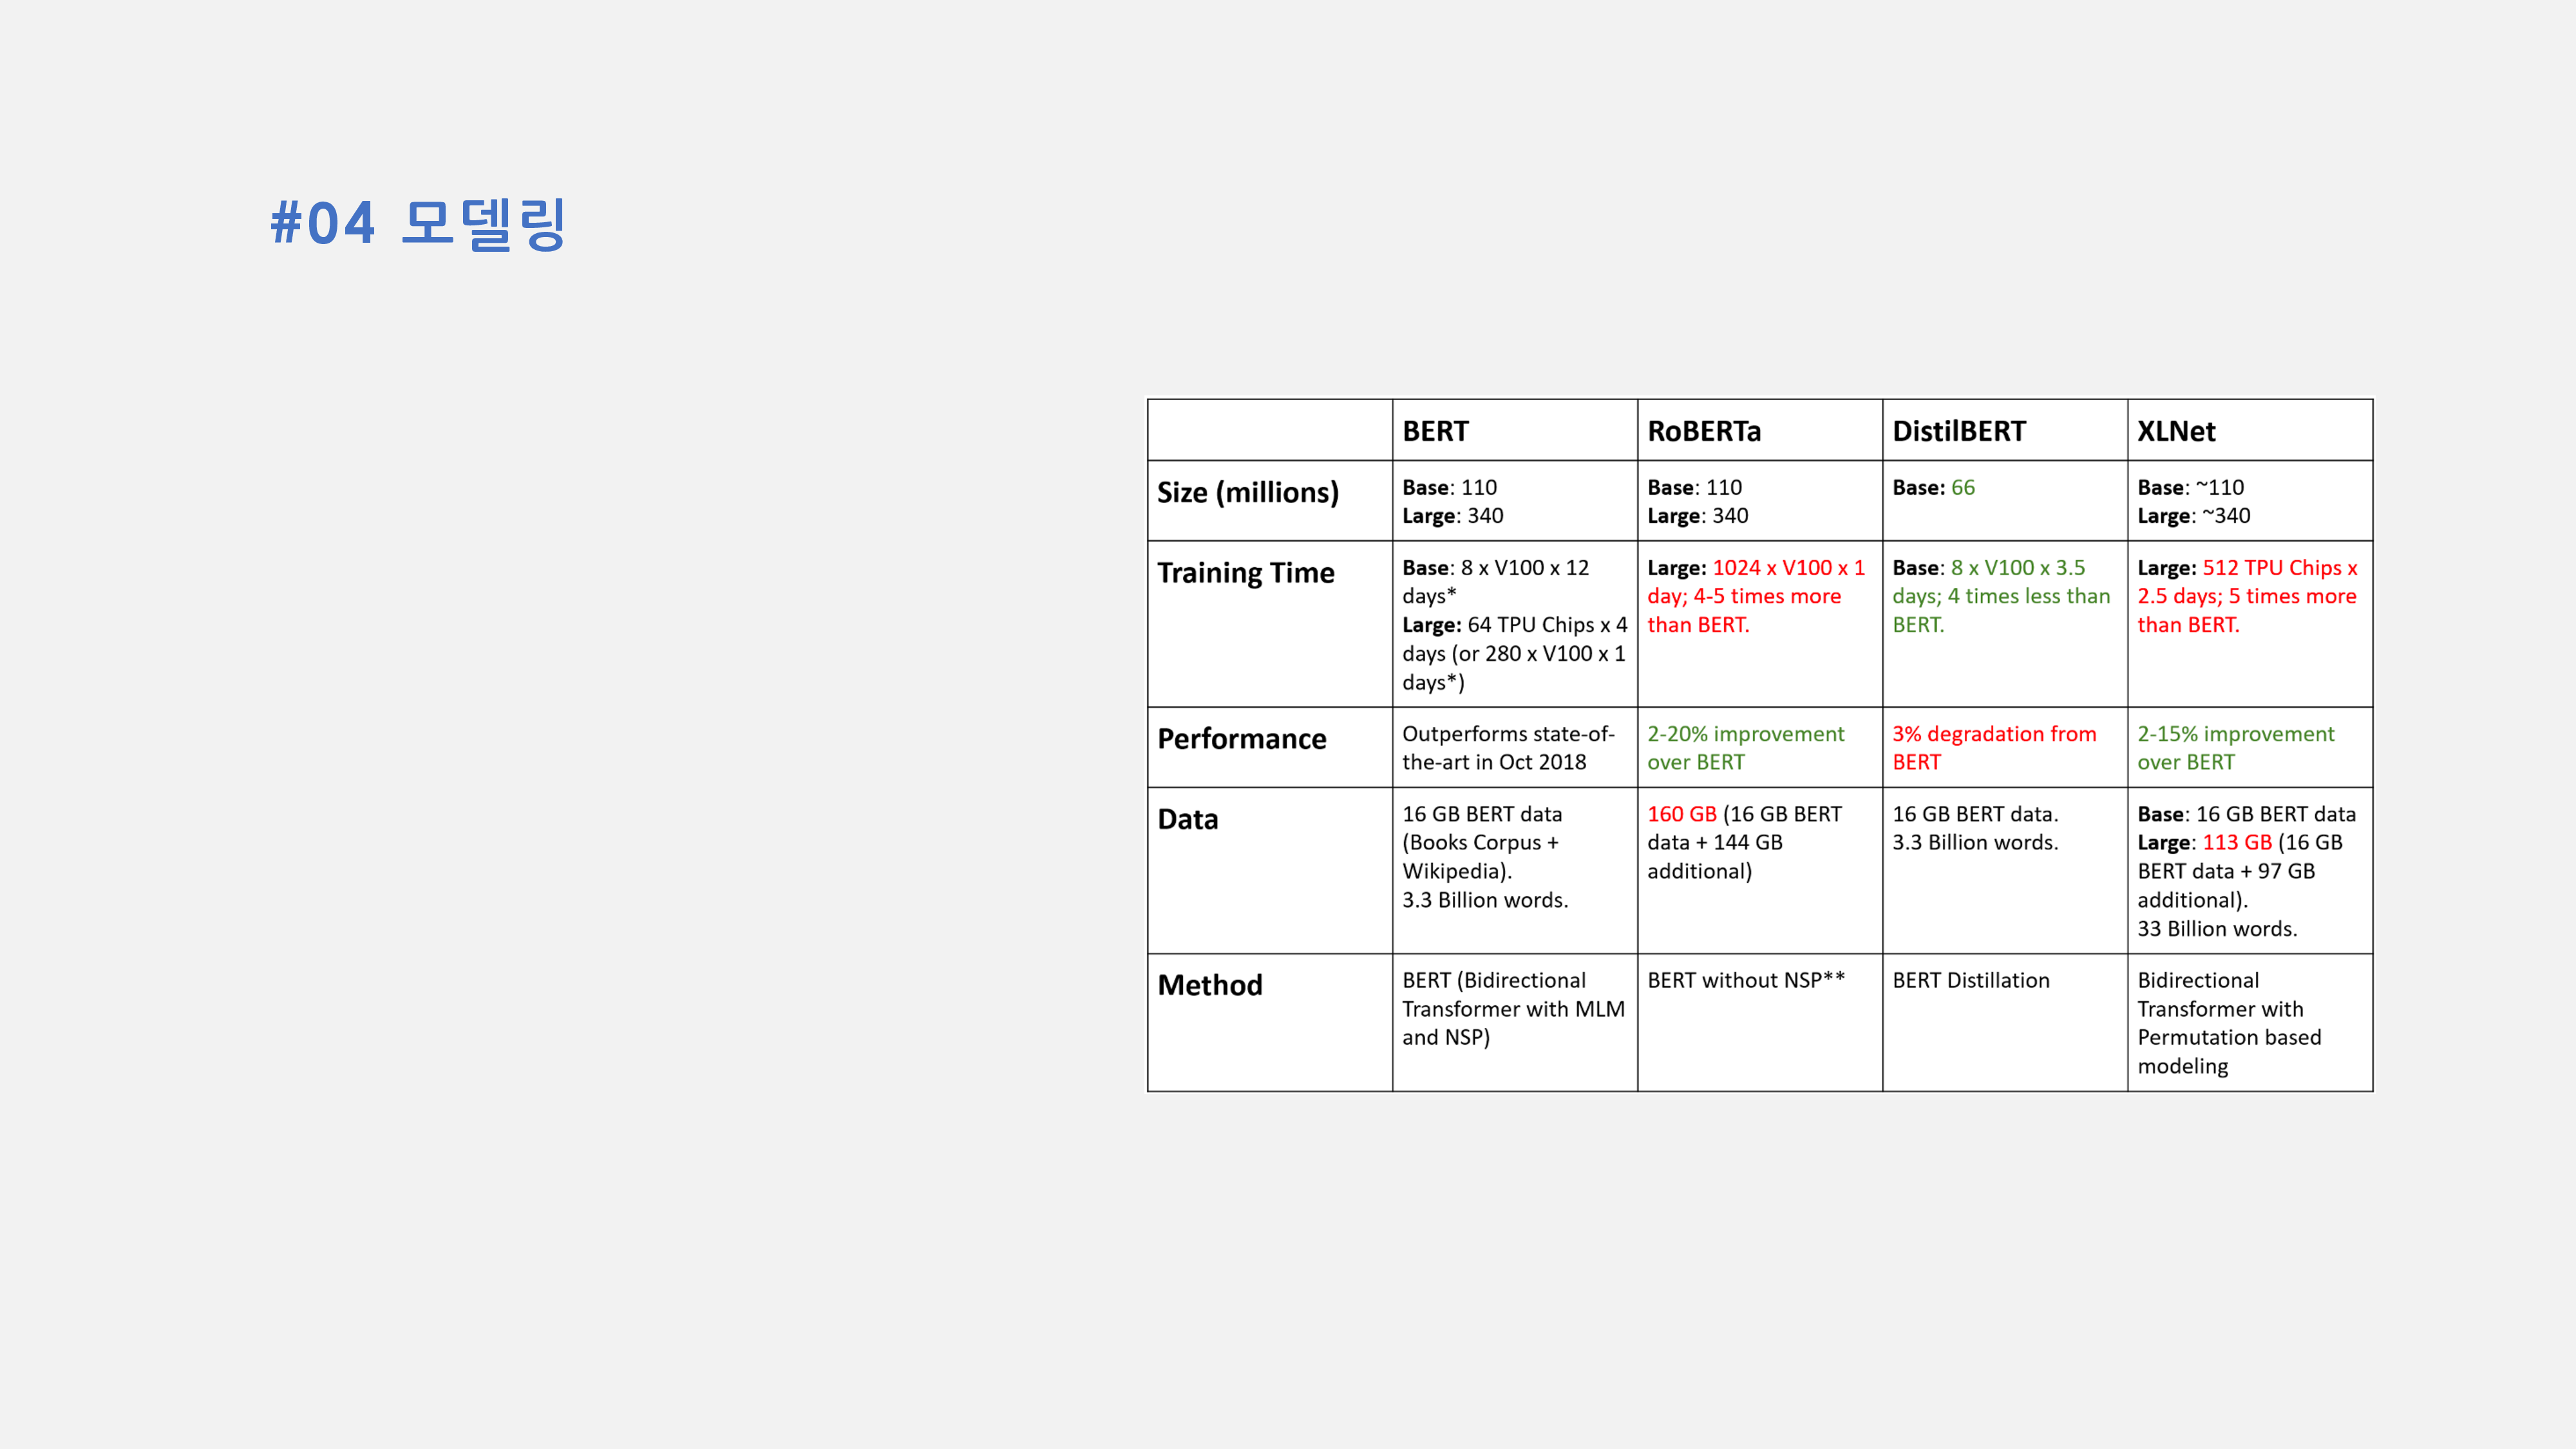 #04 모델링
BERT
RoBERTa
DistilBERT
XLNet
Size (millions)
Base: 110
Large: 340
Base: 110
Large: 340
Base: 66
Base: ~110
Large: ~340
Training Time
Base: 8 x V100 x 12
days*
Large: 64 TPU Chips x 4
days (or 280 x V100 x 1
days*)
Large: 1024 x V100 x 1
day; 4-5 times more
than BERT.
Base: 8 x V100 x 3.5
days; 4 times less than
BERT.
Large: 512 TPU Chips x
2.5 days; 5 times more
than BERT.
Performance
Outperforms state-of-
the-art in Oct 2018
2-20% improvement
over BERT
3% degradation from
BERT
2-15% improvement
over BERT
Data
16 GB BERT data
(Books Corpus +
Wikipedia).
3.3 Billion words.
160 GB (16 GB BERT
data + 144 GB
additional)
16 GB BERT data.
3.3 Billion words.
Base: 16 GB BERT data
Large: 113 GB (16 GB
BERT data + 97 GB
additional).
33 Billion words.
Method
BERT (Bidirectional
Transformer with MLM
and NSP)
BERT without NSP**
BERT Distillation
Bidirectional
Transformer with
Permutation based
modeling